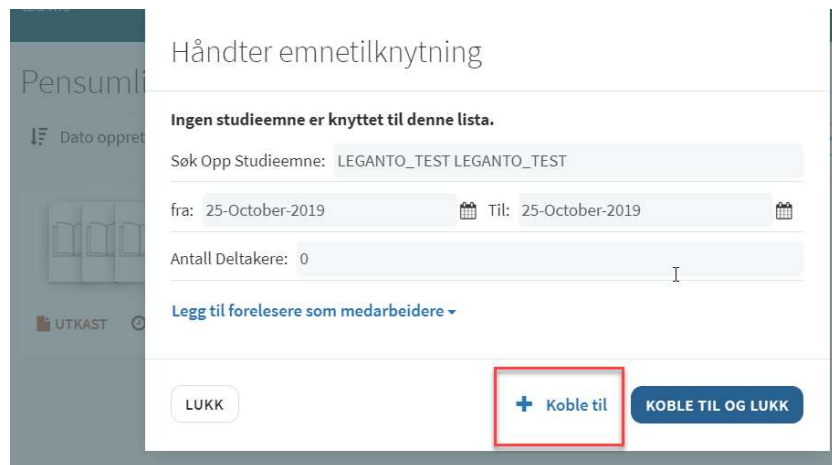 Håndter emnetilknytning
Pensumli
Ingen studieemne er knyttet til denne lista.
Dato oppret
Søk Opp Studieemne: LEGANTO_TEST LEGANTO_TEST
fra: 25-October-2019 Til: 25-October-2019
Antall Deltakere: 0
Legg til forelesere som medarbeidere
UTKAST
LUKK
Koble til
KOBLE TIL OG LUKK